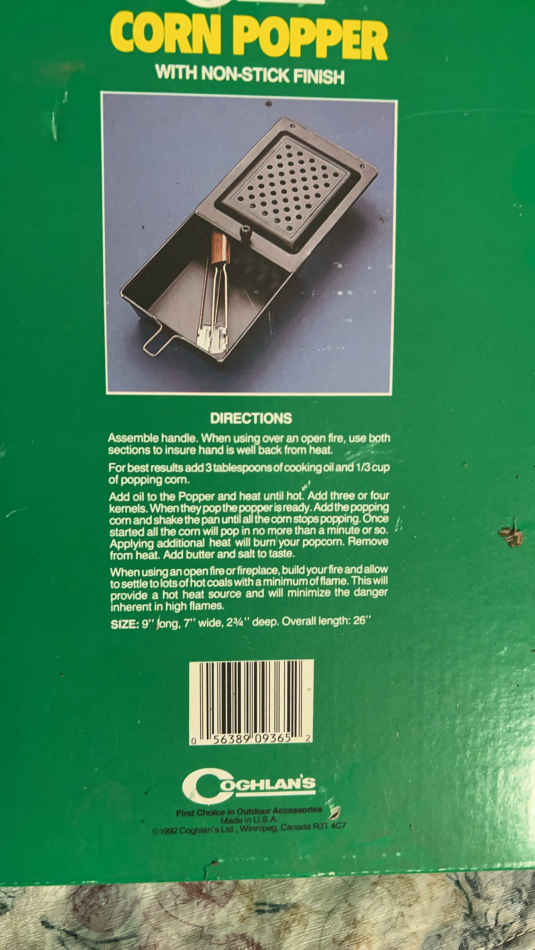 CORN POPPER
WITH NON-STICK FINISH
DIRECTIONS
Assemble handle. When using over an open fire, use both
sections to insure hand is well back from heat.
For best results add 3 tablespoons of cooking oil and 1/3 cup
of popping corn.
Add oil to the Popper and heat until hot. Add three or four
kernels. When they pop the popper is ready. Add the popping
corn and shake the pan until all the corn stops popping. Once
started all the corn will pop in no more than a minute or so.
Applying additional heat will burn your popcorn. Remove
from heat. Add butter and salt to taste.
When using an open fire or fireplace, build your fire and allow
to settle to lots of hot coals with a minimum of flame. This will
provide a hot heat source and will minimize the danger
inherent in high flames.
SIZE: 9" long, 7" wide, 2¾" deep. Overall length: 26"
0 56389 09365 2
COGHLAN'S
First Choice in Outdoor Accessories
Made in U.S.A.
©1992 Coghlan's Ltd., Winnipeg, Canada R3T 4C7